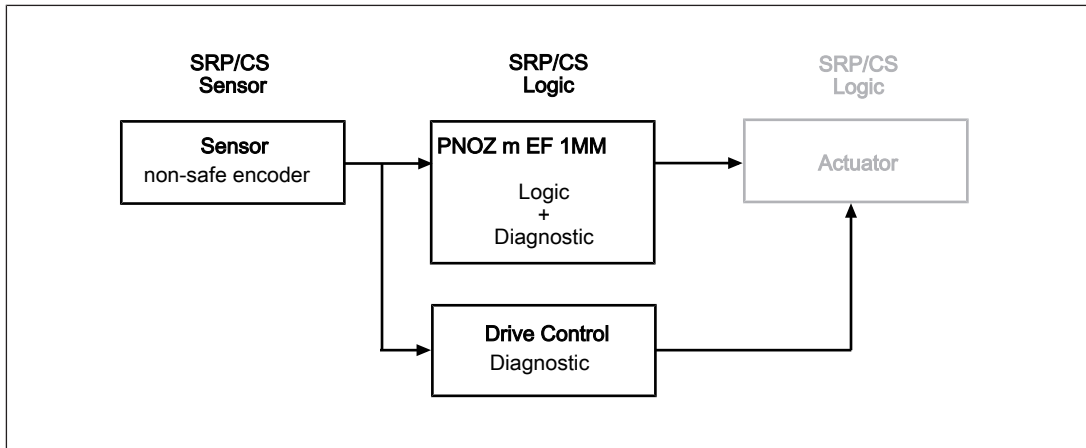 SRP/CS
Sensor
SRP/CS
Logic
SRP/CS
Logic
Sensor
non-safe encoder
PNOZ m EF 1MM
Logic
+
Diagnostic
Actuator
Drive Control
Diagnostic